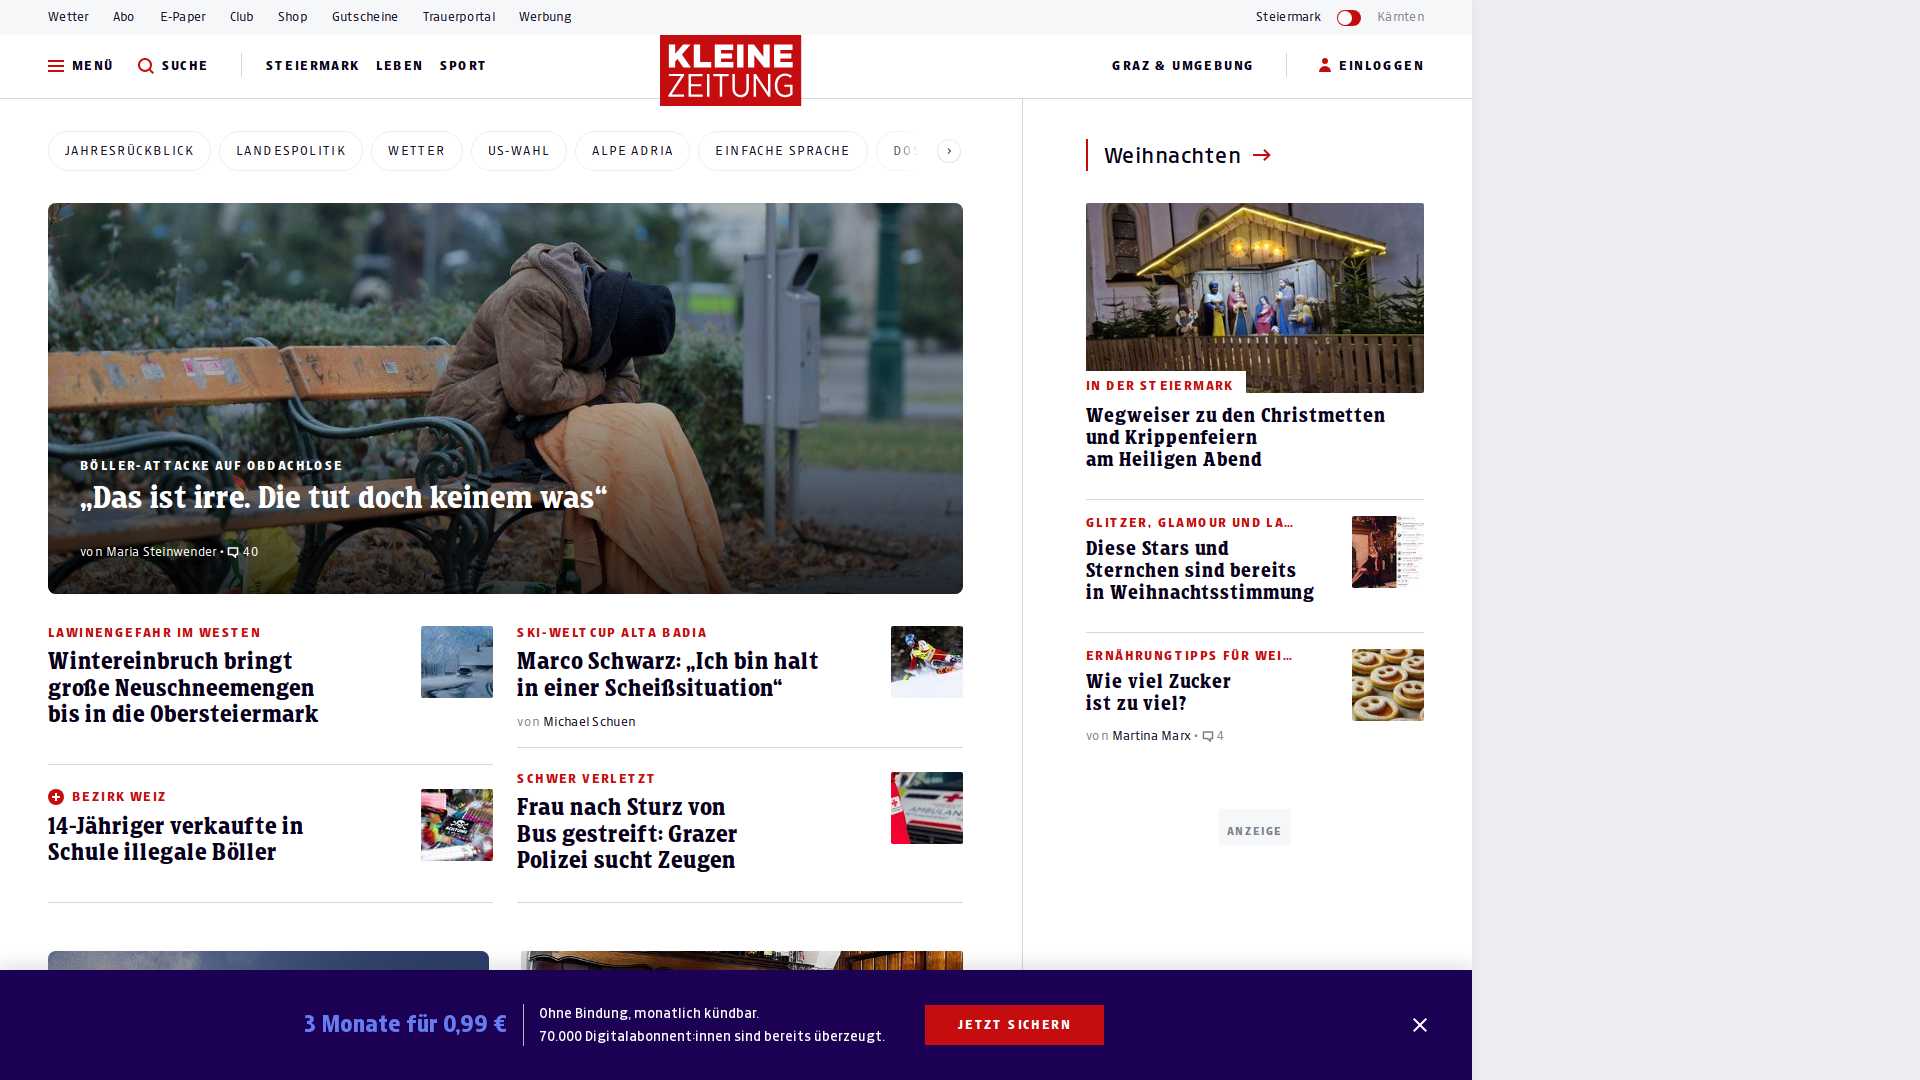 Wetter Abo E-Paper Club Shop Gutscheine Trauerportal Werbung
Steiermark Kärnten
MENÜ SUCHE STEIERMARK LEBEN SPORT
KLEINE
ZEITUNG
GRAZ & UMGEBUNG EINLOGGEN
JAHRESRÜCKBLICK LANDESPOLITIK WETTER US-WAHL ALPE ADRIA EINFACHE SPRACHE
BÖLLER-ATTACKE AUF OBDACHLOSE
„Das ist irre. Die tut doch keinem was“
von Maria Steinwender • 40
LAWINENGEFAHR IM WESTEN
Wintereinbruch bringt
große Neuschneemengen
bis in die Obersteiermark
BEZIRK WEIZ
14-Jähriger verkaufte in
Schule illegale Böller
SKI-WELTCUP ALTA BADIA
Marco Schwarz: „Ich bin halt
in einer Scheißsituation“
von Michael Schuen
SCHWER VERLETZT
Frau nach Sturz von
Bus gestreift: Grazer
Polizei sucht Zeugen
Weihnachten
IN DER STEIERMARK
Wegweiser zu den Christmetten
und Krippenfeiern
am Heiligen Abend
GLITZER, GLAMOUR UND LA…
Diese Stars und
Sternchen sind bereits
in Weihnachtsstimmung
ERNÄHRUNGTIPPS FÜR WEI…
Wie viel Zucker
ist zu viel?
von Martina Marx • 4
ANZEIGE
3 Monate für 0,99 €
Ohne Bindung, monatlich kündbar.
70.000 Digitalabonnent:innen sind bereits überzeugt.
JETZT SICHERN